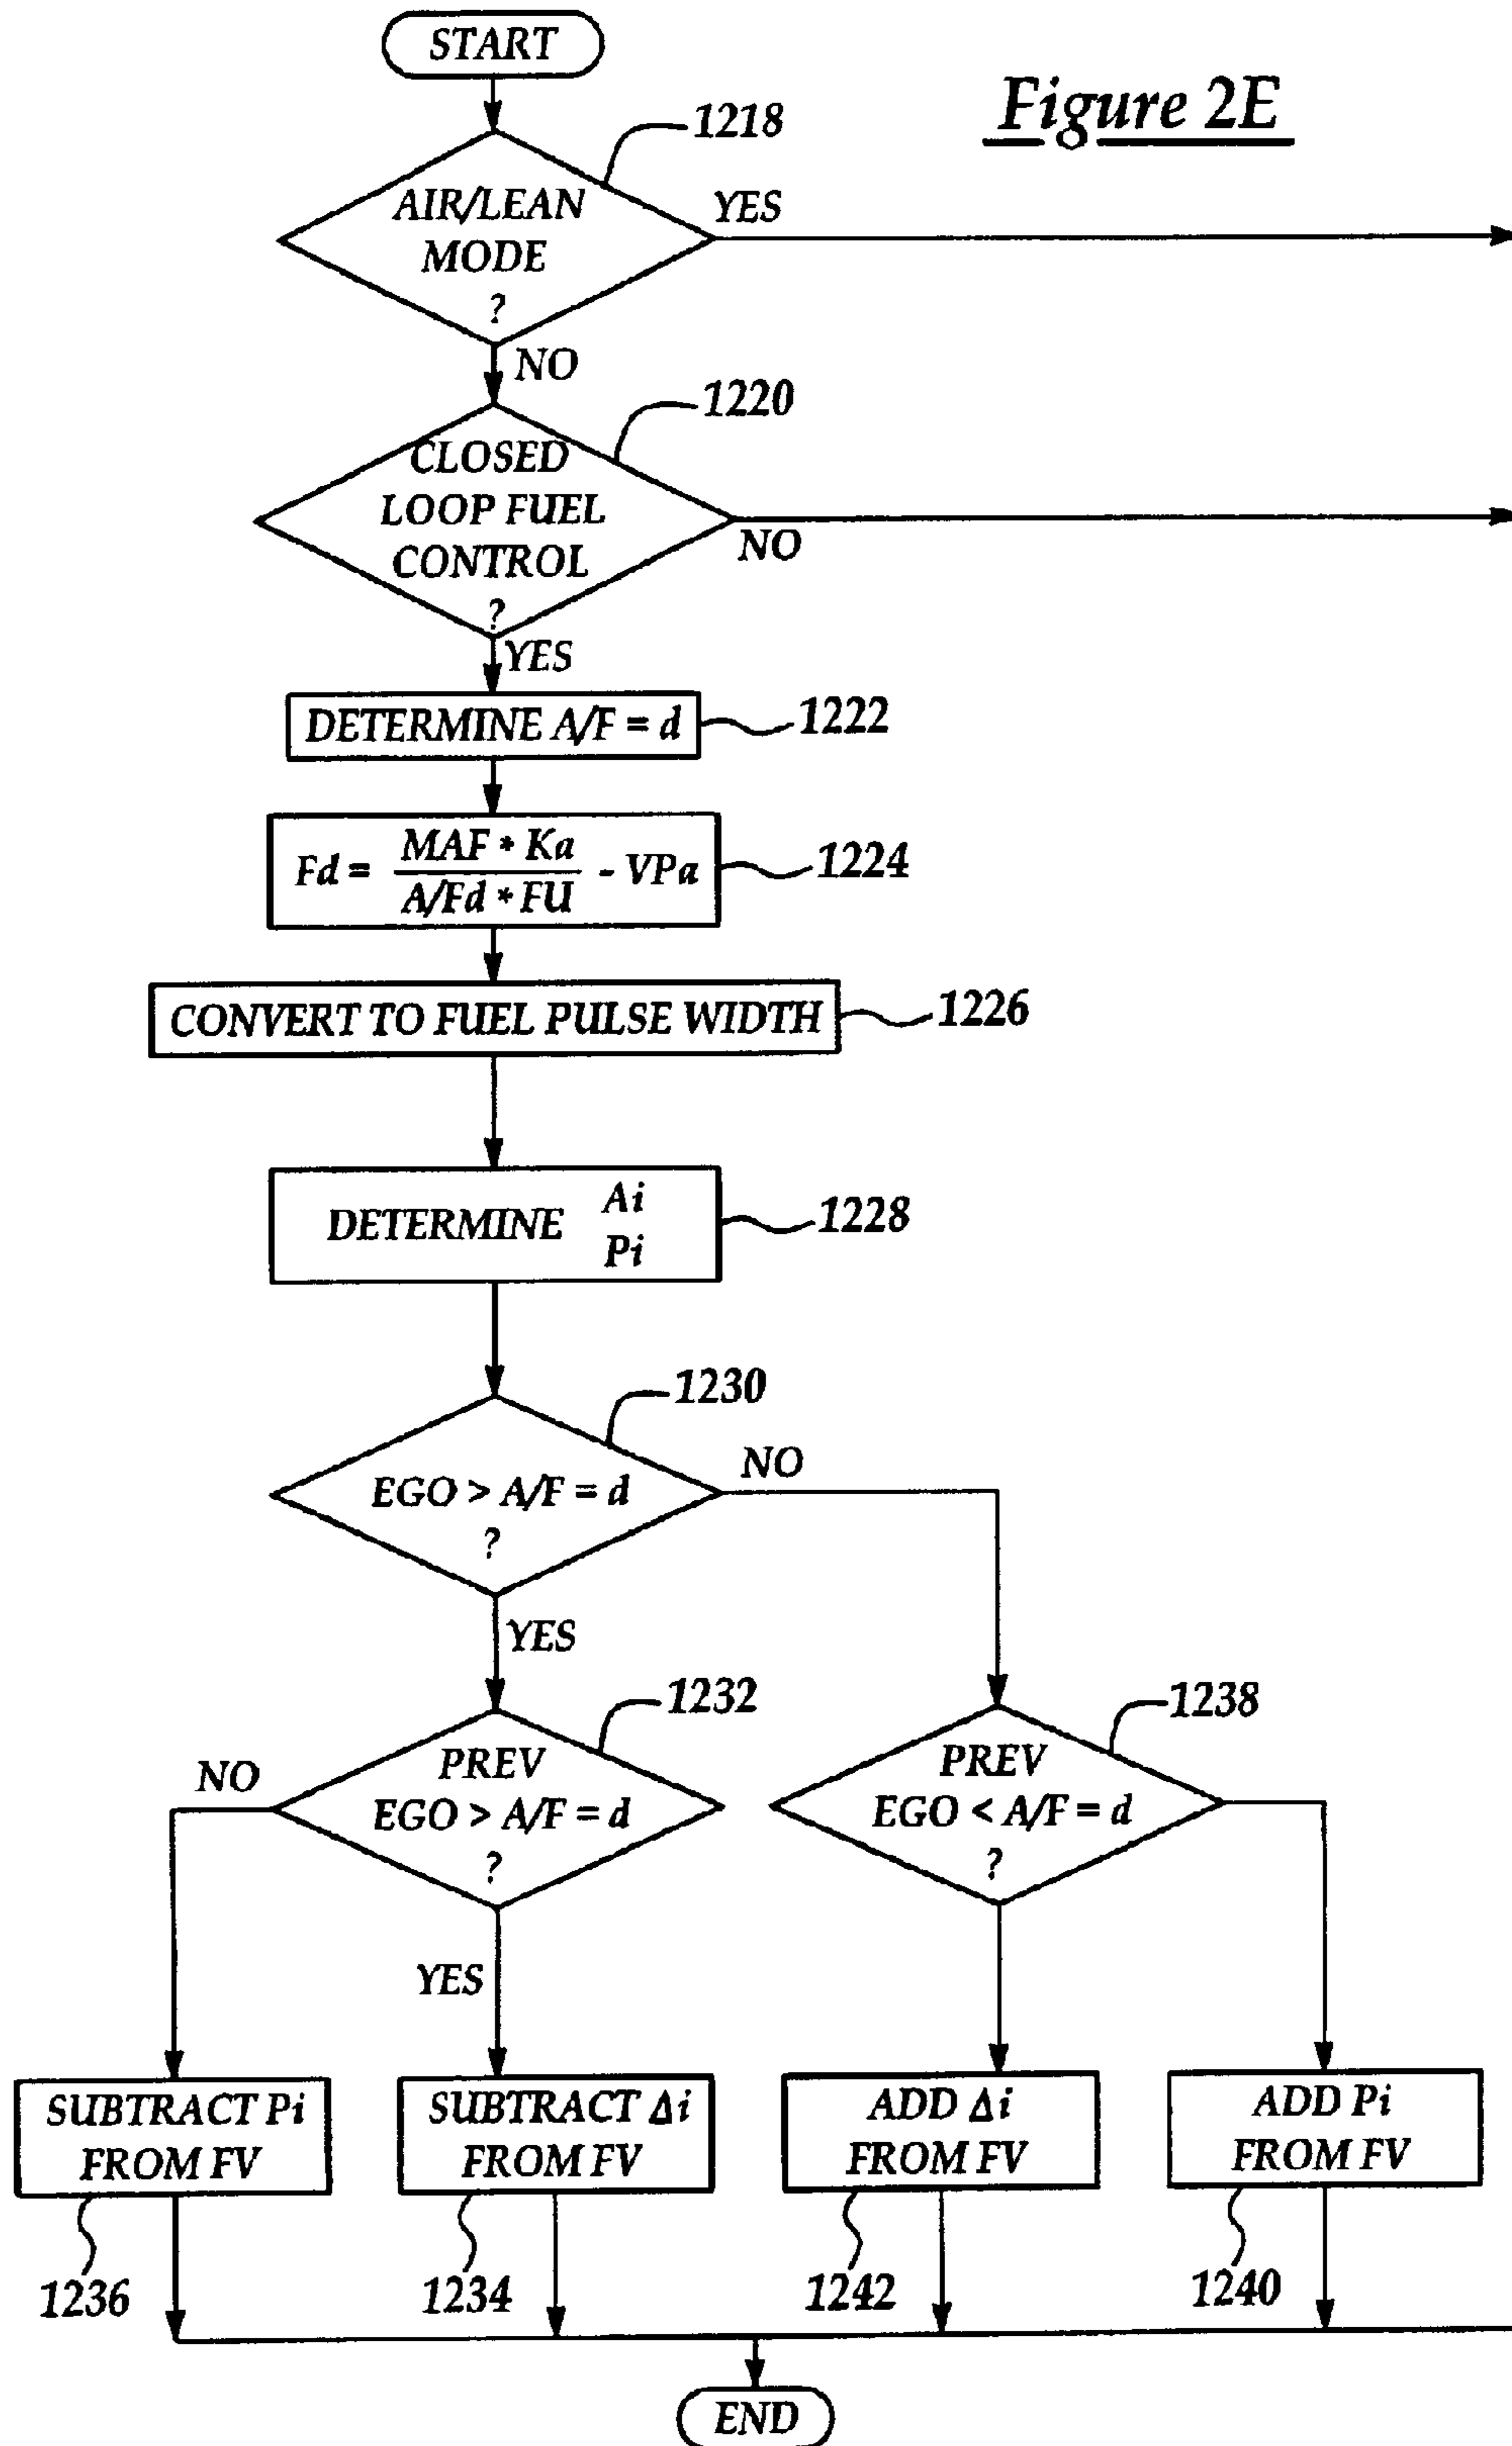 START
Figure 2E
1218
AIR/LEAN
MODE
?
YES
NO
1220
CLOSED
LOOP FUEL
CONTROL
?
NO
YES
DETERMINE A/F = d
1222
Fd = MAF * Ka / A/Fd * FU - VPa
1224
CONVERT TO FUEL PULSE WIDTH
1226
DETERMINE Ai
Pi
1228
1230
EGO > A/F = d
?
NO
YES
1232
PREV
EGO > A/F = d
?
NO
YES
1238
PREV
EGO < A/F = d
?
SUBTRACT Pi
FROM FV
SUBTRACT Δi
FROM FV
ADD Δi
FROM FV
ADD Pi
FROM FV
1236
1234
1242
1240
END